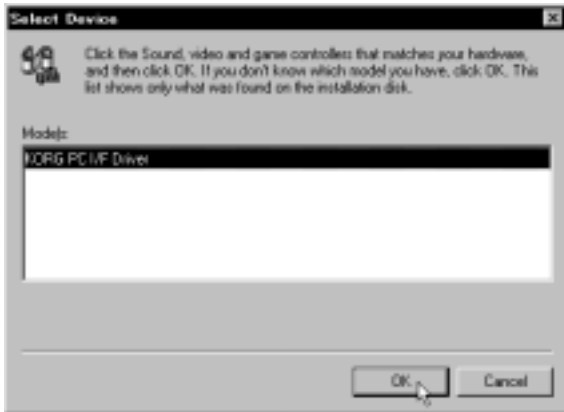 Select Device
Click the Sound, video and game controllers that matches your hardware,
and then click OK. If you don't know which model you have, click OK. This
list shows only what was found on the installation disk.
Models:
KORG PC I/F Driver
OK
Cancel